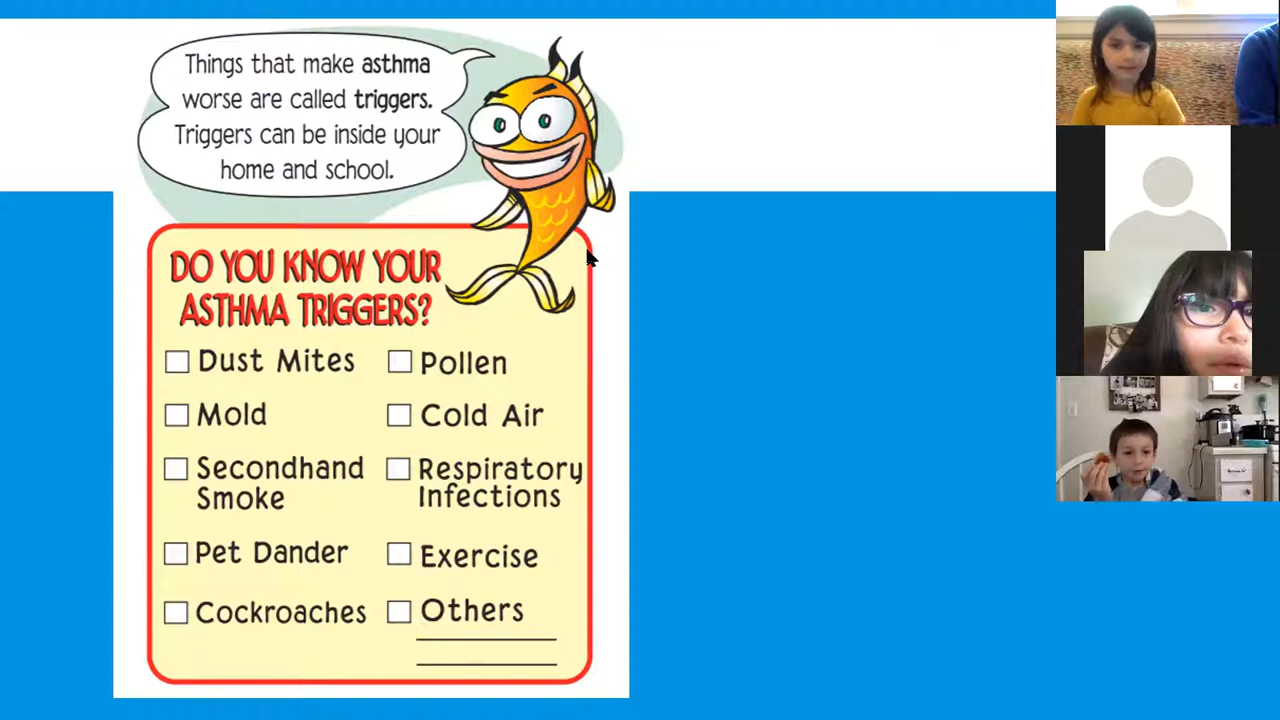 Things that make asthma
worse are called triggers.
Triggers can be inside your
home and school.
DO YOU KNOW YOUR
ASTHMA TRIGGERS?
Dust Mites
Mold
Secondhand
Smoke
Pet Dander
Cockroaches
Pollen
Cold Air
Respiratory
Infections
Exercise
Others